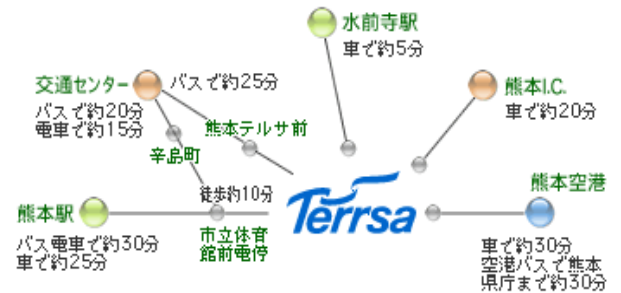 水前寺駅
車で約5分
交通センター
バスで約25分
バスで約20分
電車で約15分
熊本I.C.
車で約20分
熊本テルサ前
辛島町
徒歩約10分
熊本空港
熊本駅
Terrsa
市立体育
館前電停
バス電車で約30分
車で約25分
車で約30分
空港バスで熊本
県庁まで約30分